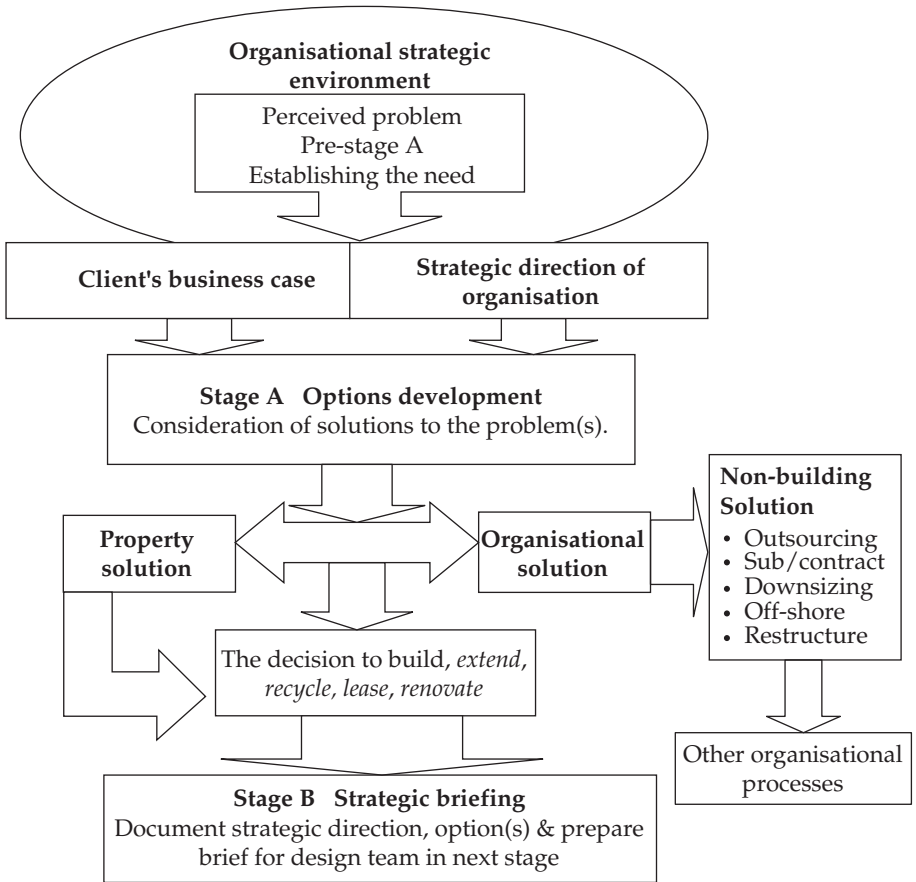 Organisational strategic
environment
Perceived problem
Pre-stage A
Establishing the need
Client's business case
Strategic direction of
organisation
Stage A Options development
Consideration of solutions to the problem(s).
Property
solution
Organisational
solution
Non-building
Solution
• Outsourcing
• Sub/contract
• Downsizing
• Off-shore
• Restructure
The decision to build, extend,
recycle, lease, renovate
Other organisational
processes
Stage B Strategic briefing
Document strategic direction, option(s) & prepare
brief for design team in next stage